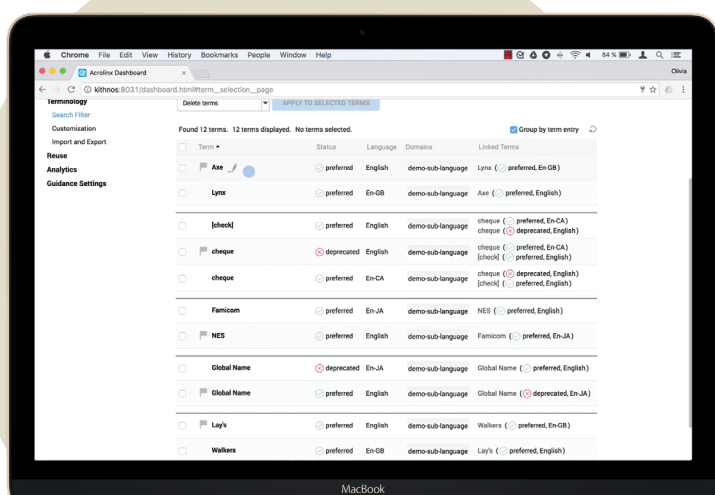 Chrome File Edit View History Bookmarks People Window Help 84 %
Acrolinx Dashboard Olivia
kithnos:8031/dashboard.html#term__selection__page
Terminology Delete terms APPLY TO SELECTED TERMS
Search Filter
Customization Found 12 terms. 12 terms displayed. No terms selected. Group by term entry
Import and Export Term Status Language Domains Linked Terms
Reuse
Analytics Axe preferred English demo-sub-language Lynx ( preferred, En-GB)
Guidance Settings
Lynx preferred En-GB demo-sub-language Axe ( preferred, English)
[check] preferred English demo-sub-language cheque ( preferred, En-CA)
cheque ( deprecated, English)
cheque deprecated English demo-sub-language cheque ( preferred, En-CA)
[check] ( preferred, English)
cheque preferred En-CA demo-sub-language cheque ( deprecated, English)
[check] ( preferred, English)
Famicom preferred En-JA demo-sub-language NES ( preferred, English)
NES preferred English demo-sub-language Famicom ( preferred, En-JA)
Global Name deprecated En-JA demo-sub-language Global Name ( preferred, English)
Global Name preferred English demo-sub-language Global Name ( deprecated, En-JA)
Lay's preferred English demo-sub-language Walkers ( preferred, En-GB)
Walkers preferred En-GB demo-sub-language Lay's ( preferred, English)
MacBook